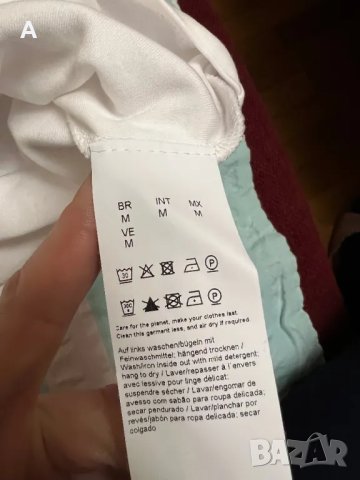 A
BR INT MX
M M M
VE
M
30 P
30C P
Care for the planet, make your clothes last.
Clean this garment less, and air dry if required.
Auf links waschen/bügeln mit
Feinwaschmittel; hängend trocknen /
Wash/iron inside out with mild detergent;
hang to dry / Laver/repasser à l'envers
avec lessive pour linge délicat;
suspendre sécher / Lavar/engomar de
avesso com sabão para roupa delicada;
secar pendurado / Lavar/planchar por
revés/jabón para ropa delicada; secar
colgado
BAZAR